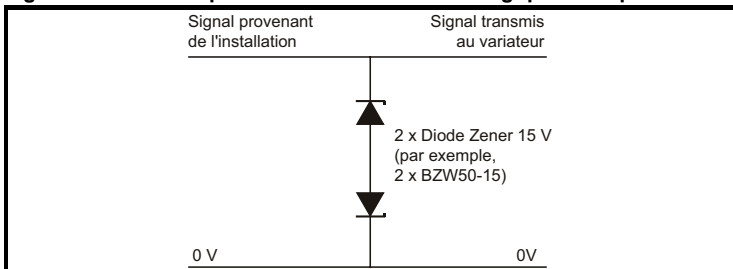 Signal provenant
de l'installation
Signal transmis
au variateur
2 x Diode Zener 15 V
(par exemple,
2 x BZW50-15)
0 V
0V